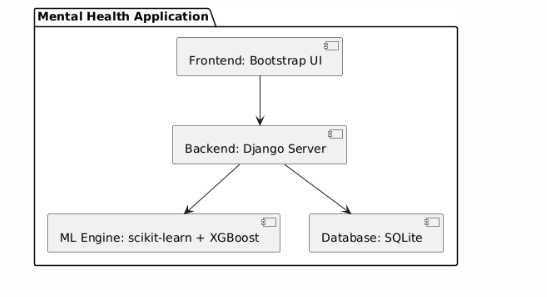 Mental Health Application
Frontend: Bootstrap UI
Backend: Django Server
ML Engine: scikit-learn + XGBoost
Database: SQLite